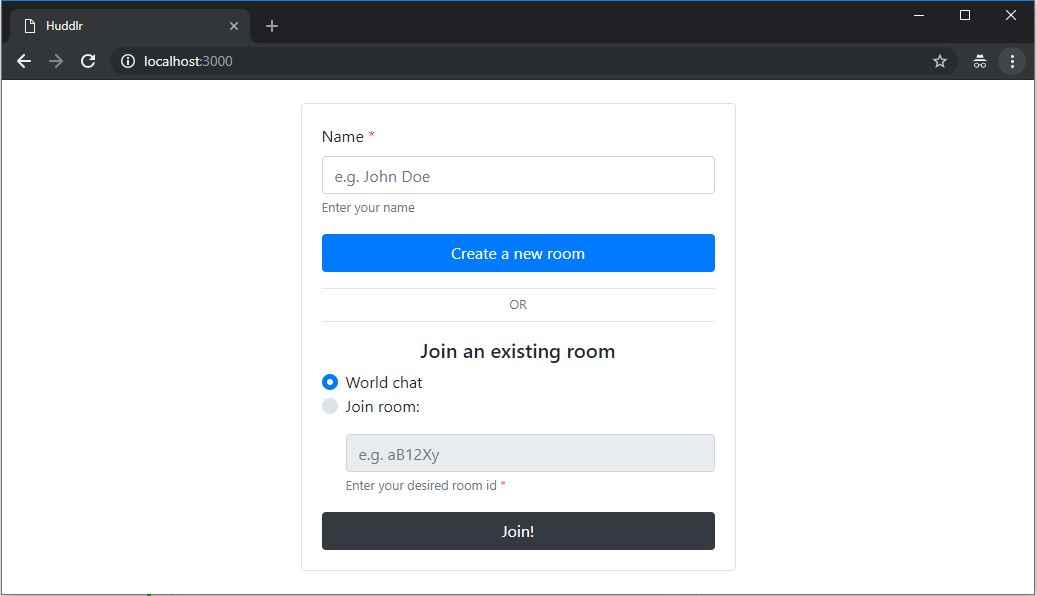 Huddlr
localhost:3000
Name *
e.g. John Doe
Enter your name
Create a new room
OR
Join an existing room
World chat
Join room:
e.g. aB12Xy
Enter your desired room id *
Join!